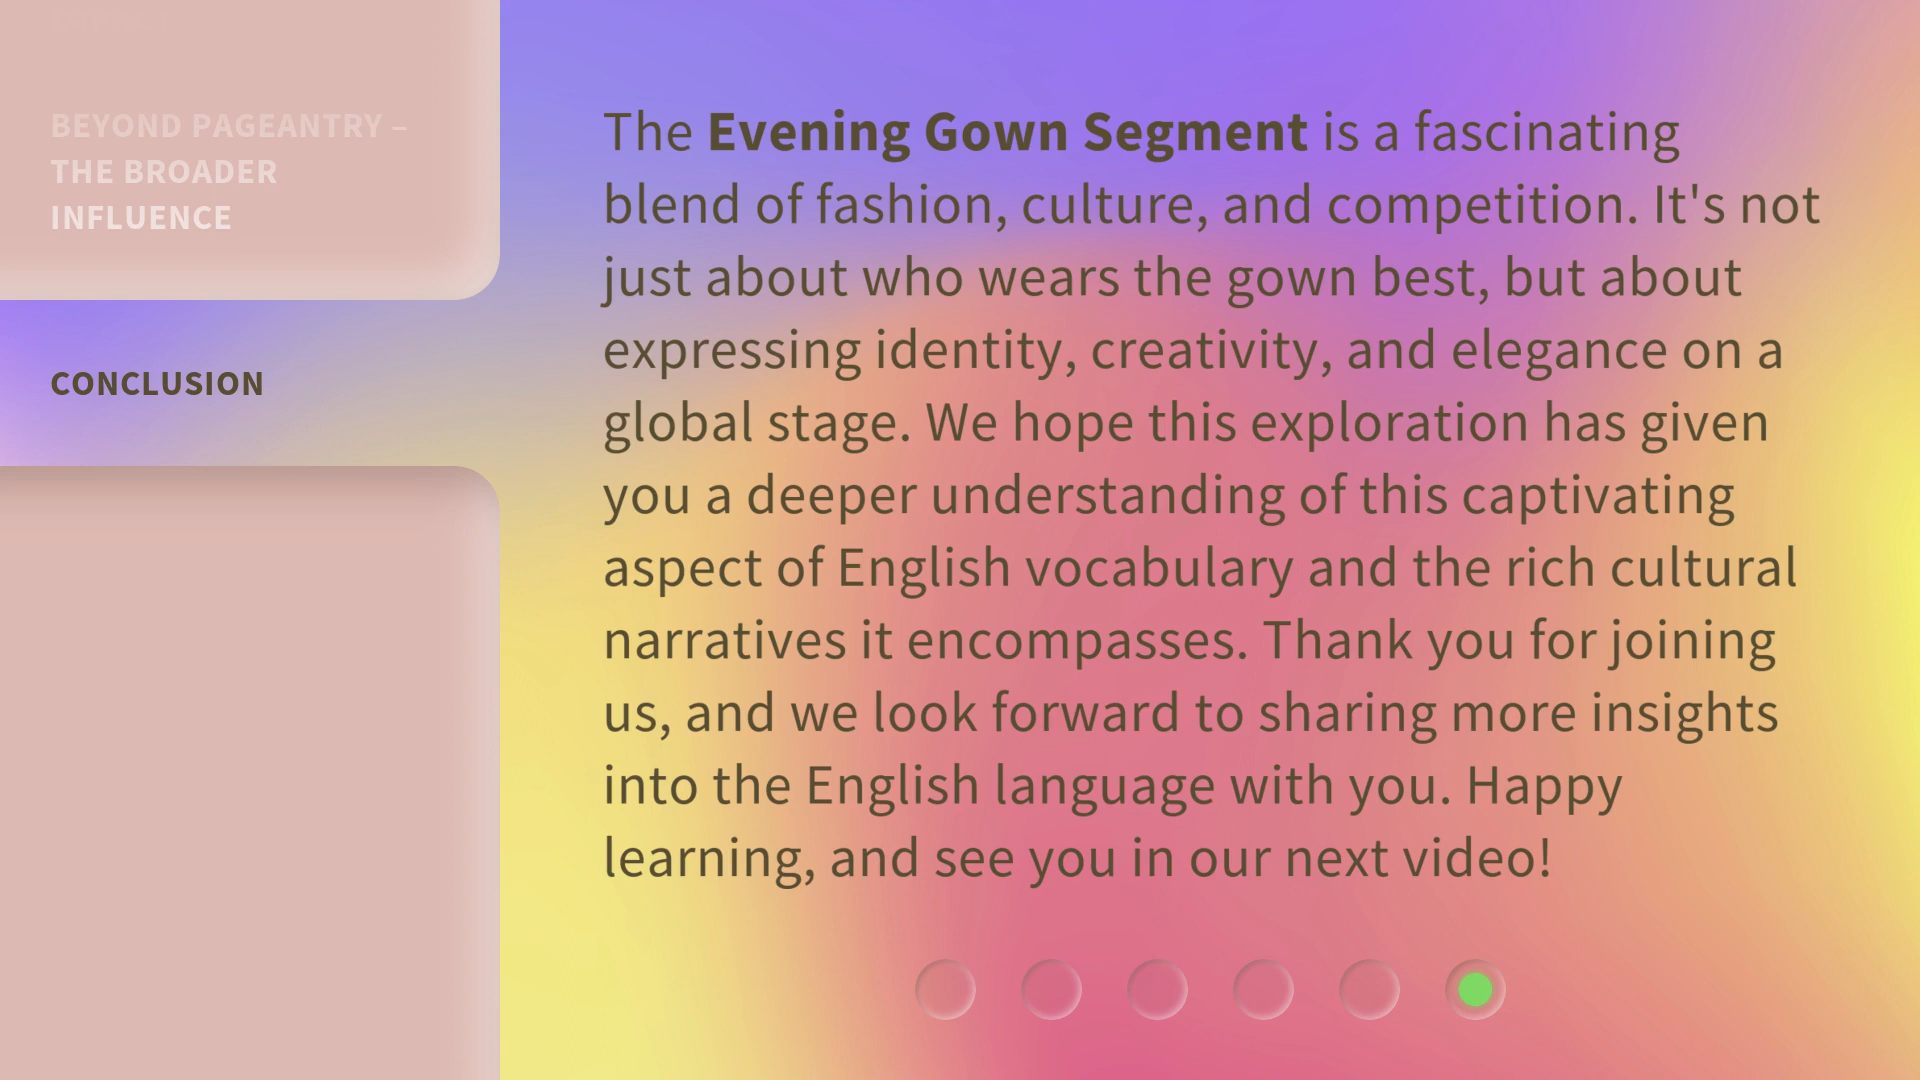 BEYOND PAGEANTRY –
THE BROADER
INFLUENCE
CONCLUSION
The Evening Gown Segment is a fascinating
blend of fashion, culture, and competition. It's not
just about who wears the gown best, but about
expressing identity, creativity, and elegance on a
global stage. We hope this exploration has given
you a deeper understanding of this captivating
aspect of English vocabulary and the rich cultural
narratives it encompasses. Thank you for joining
us, and we look forward to sharing more insights
into the English language with you. Happy
learning, and see you in our next video!